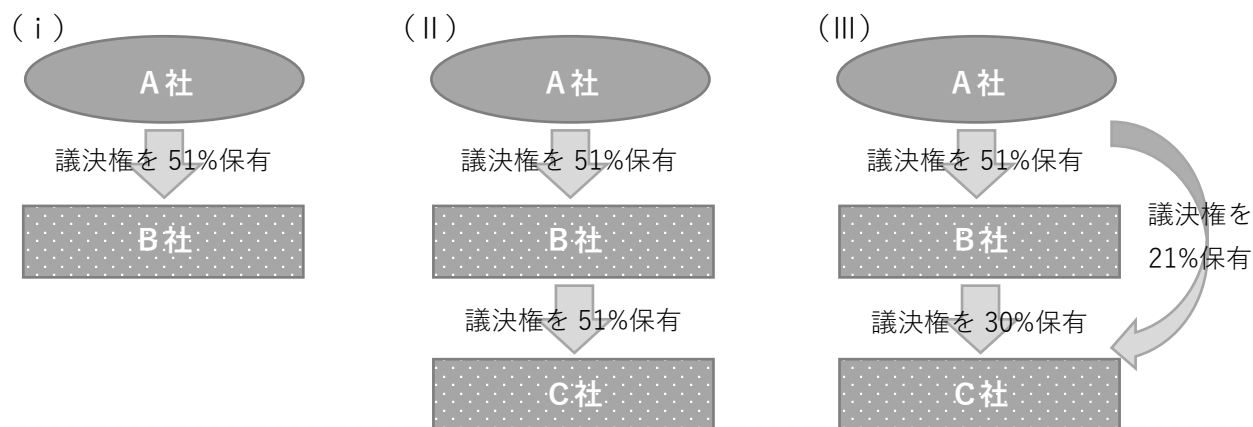 （ⅰ）
A社
議決権を 51%保有
B社
（Ⅱ）
A社
議決権を 51%保有
B社
議決権を 51%保有
C社
（Ⅲ）
A社
議決権を 51%保有
B社
議決権を 30%保有
C社
議決権を
21%保有